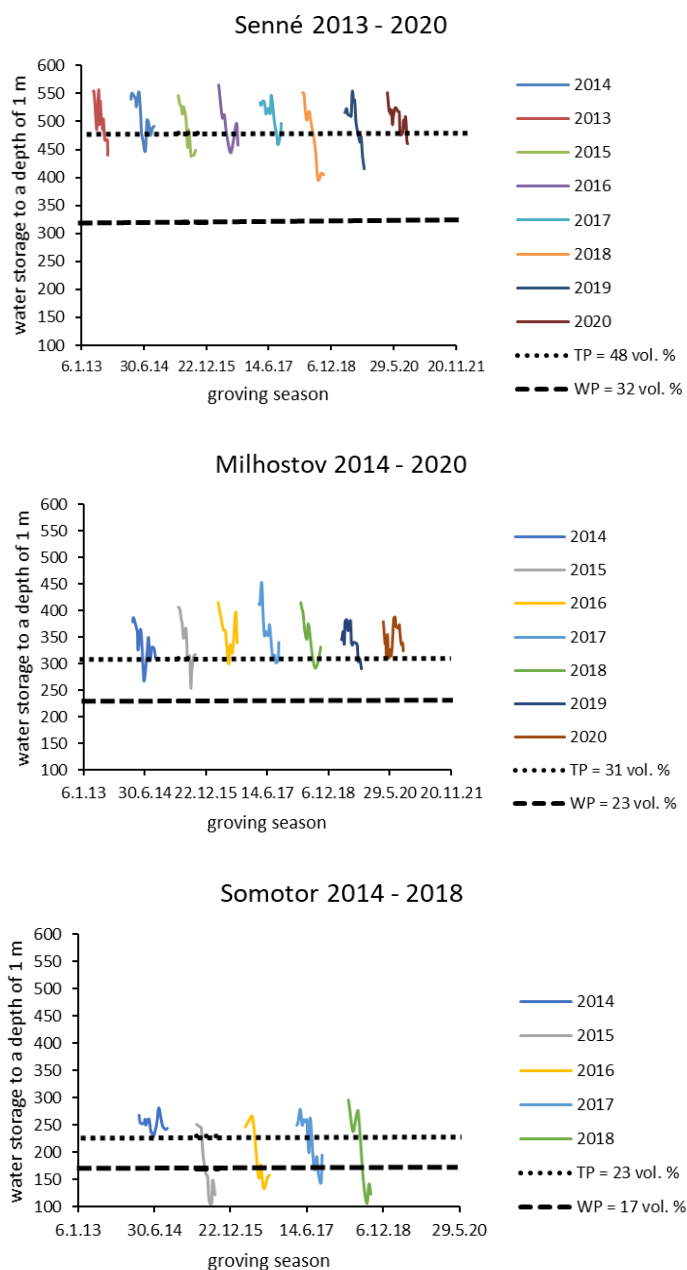 Senné 2013 - 2020
water storage to a depth of 1 m
600
550
500
450
400
350
300
250
200
150
100
6.1.13 30.6.14 22.12.15 14.6.17 6.12.18 29.5.20 20.11.21
groving season
2014
2013
2015
2016
2017
2018
2019
2020
TP = 48 vol. %
WP = 32 vol. %
Milhostov 2014 - 2020
water storage to a depth of 1 m
600
550
500
450
400
350
300
250
200
150
100
6.1.13 30.6.14 22.12.15 14.6.17 6.12.18 29.5.20 20.11.21
groving season
2014
2015
2016
2017
2018
2019
2020
TP = 31 vol. %
WP = 23 vol. %
Somotor 2014 - 2018
water storage to a depth of 1 m
600
550
500
450
400
350
300
250
200
150
100
6.1.13 30.6.14 22.12.15 14.6.17 6.12.18 29.5.20
groving season
2014
2015
2016
2017
2018
TP = 23 vol. %
WP = 17 vol. %